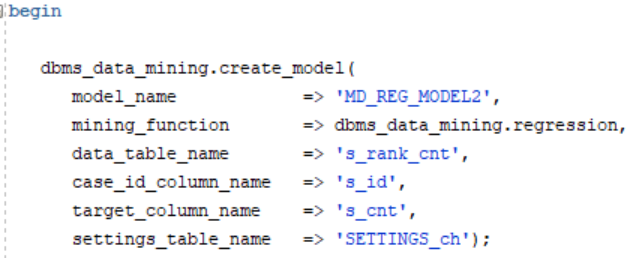 begin
dbms_data_mining.create_model(
model_name => 'MD_REG_MODEL2',
mining_function => dbms_data_mining.regression,
data_table_name => 's_rank_cnt',
case_id_column_name => 's_id',
target_column_name => 's_cnt',
settings_table_name => 'SETTINGS_ch');